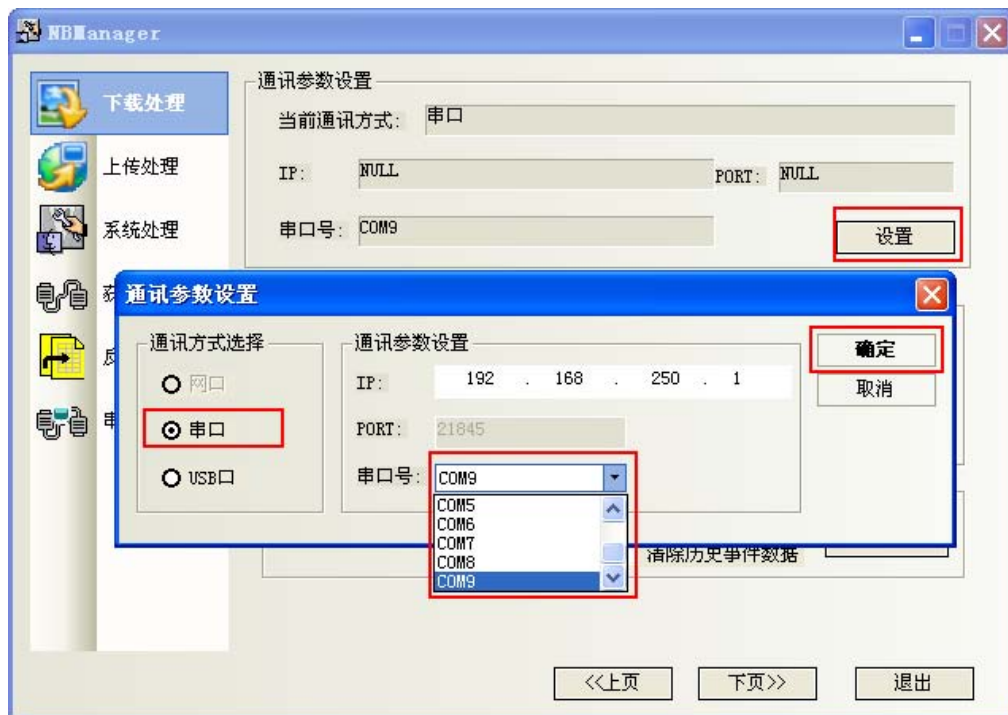 NBManager
下载处理
上传处理
系统处理
通讯参数设置
当前通讯方式: 串口
IP: NULL PORT: NULL
串口号: COM9
设置
通讯参数设置
通讯方式选择
网口
串口
USB口
通讯参数设置
IP: 192 . 168 . 250 . 1
PORT: 21845
串口号: COM9
COM5
COM6
COM7
COM8
COM9
确定
取消
清除历史事件数据
<<上页
下页>>
退出